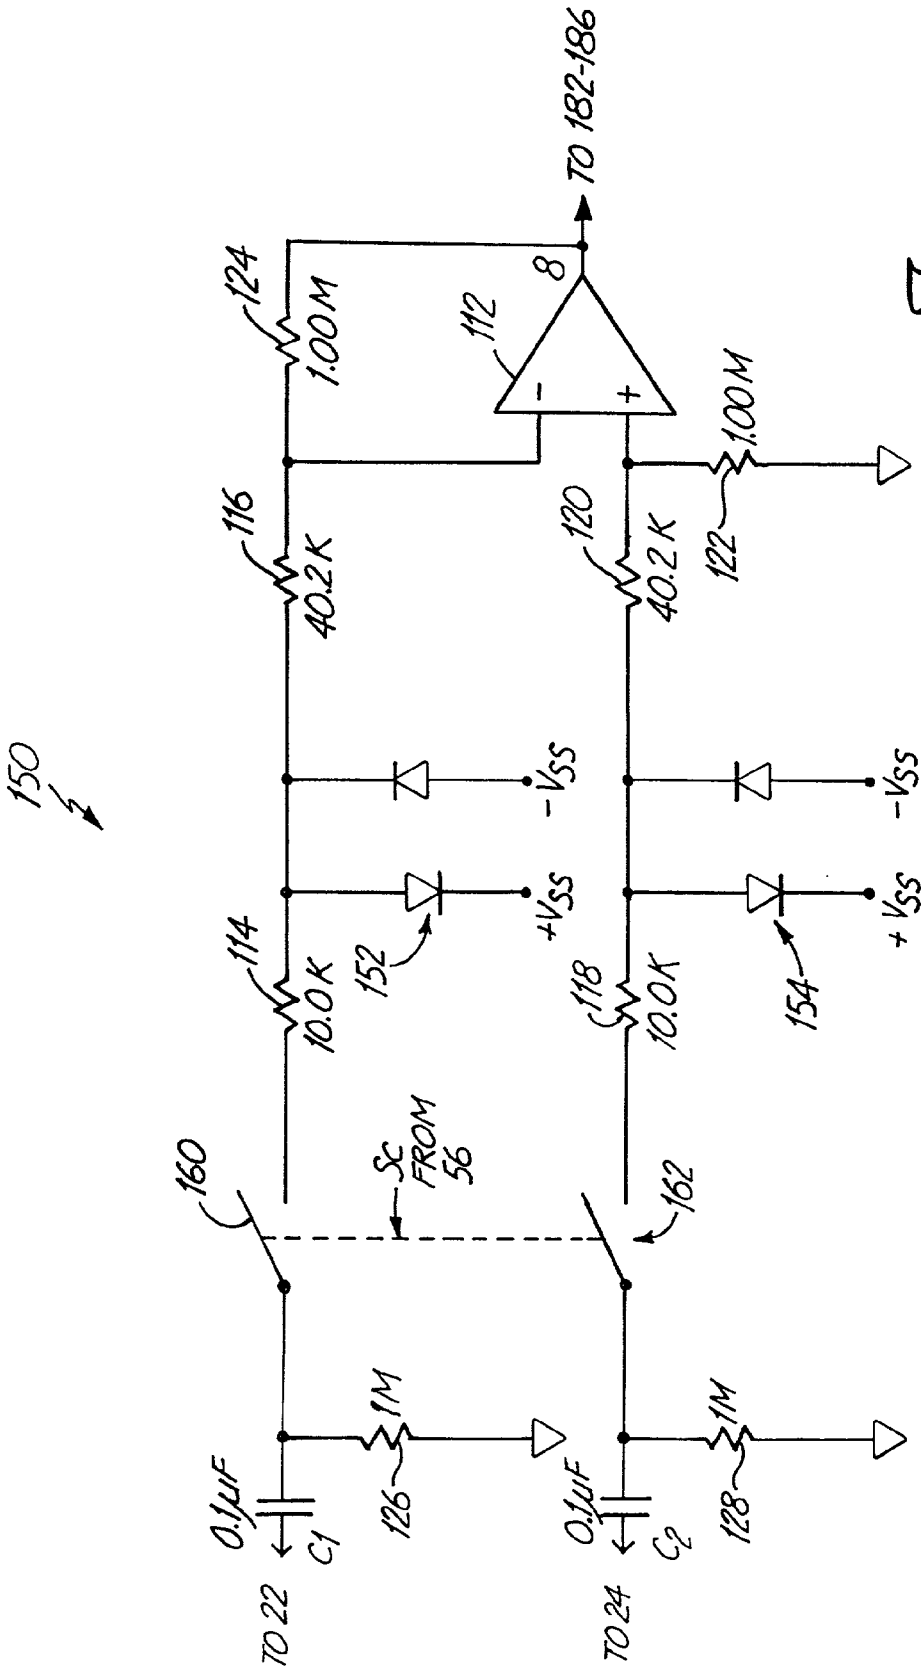 150
TO 22
0.1µF
C1
126
1M
160
SC
FROM
56
114
10.0K
152
+VSS
-VSS
116
40.2K
124
1.00M
112
-
+
8
TO 182-186
TO 24
0.1µF
C2
128
1M
162
118
10.0K
154
+VSS
-VSS
120
40.2K
122
1.00M